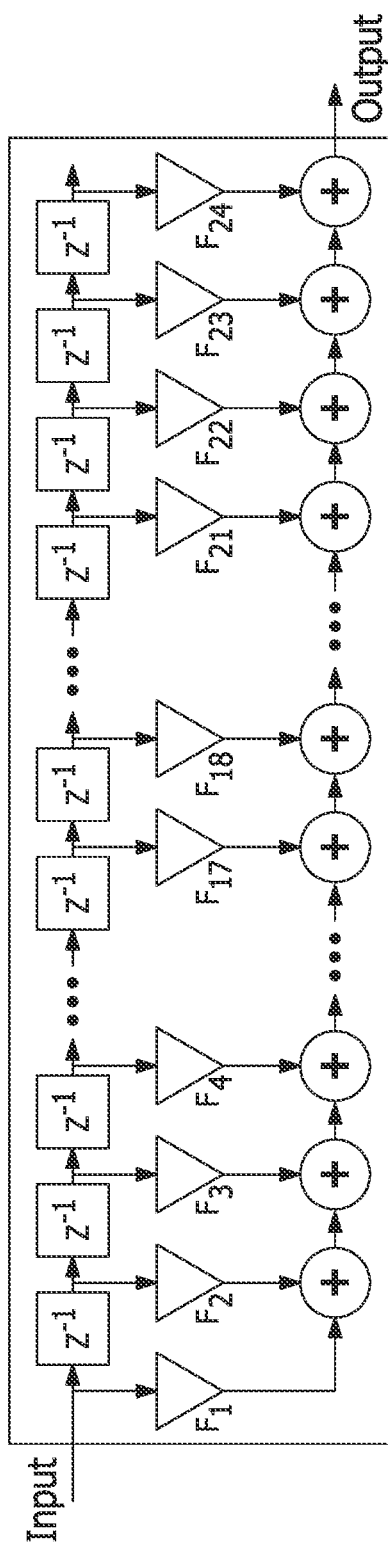 Input
z⁻¹ z⁻¹ z⁻¹ ••• z⁻¹ z⁻¹ ••• z⁻¹ z⁻¹ z⁻¹ z⁻¹
F₁ F₂ F₃ F₄ F₁₇ F₁₈ F₂₁ F₂₂ F₂₃ F₂₄
+ + + ••• + + ••• + + + +
Output